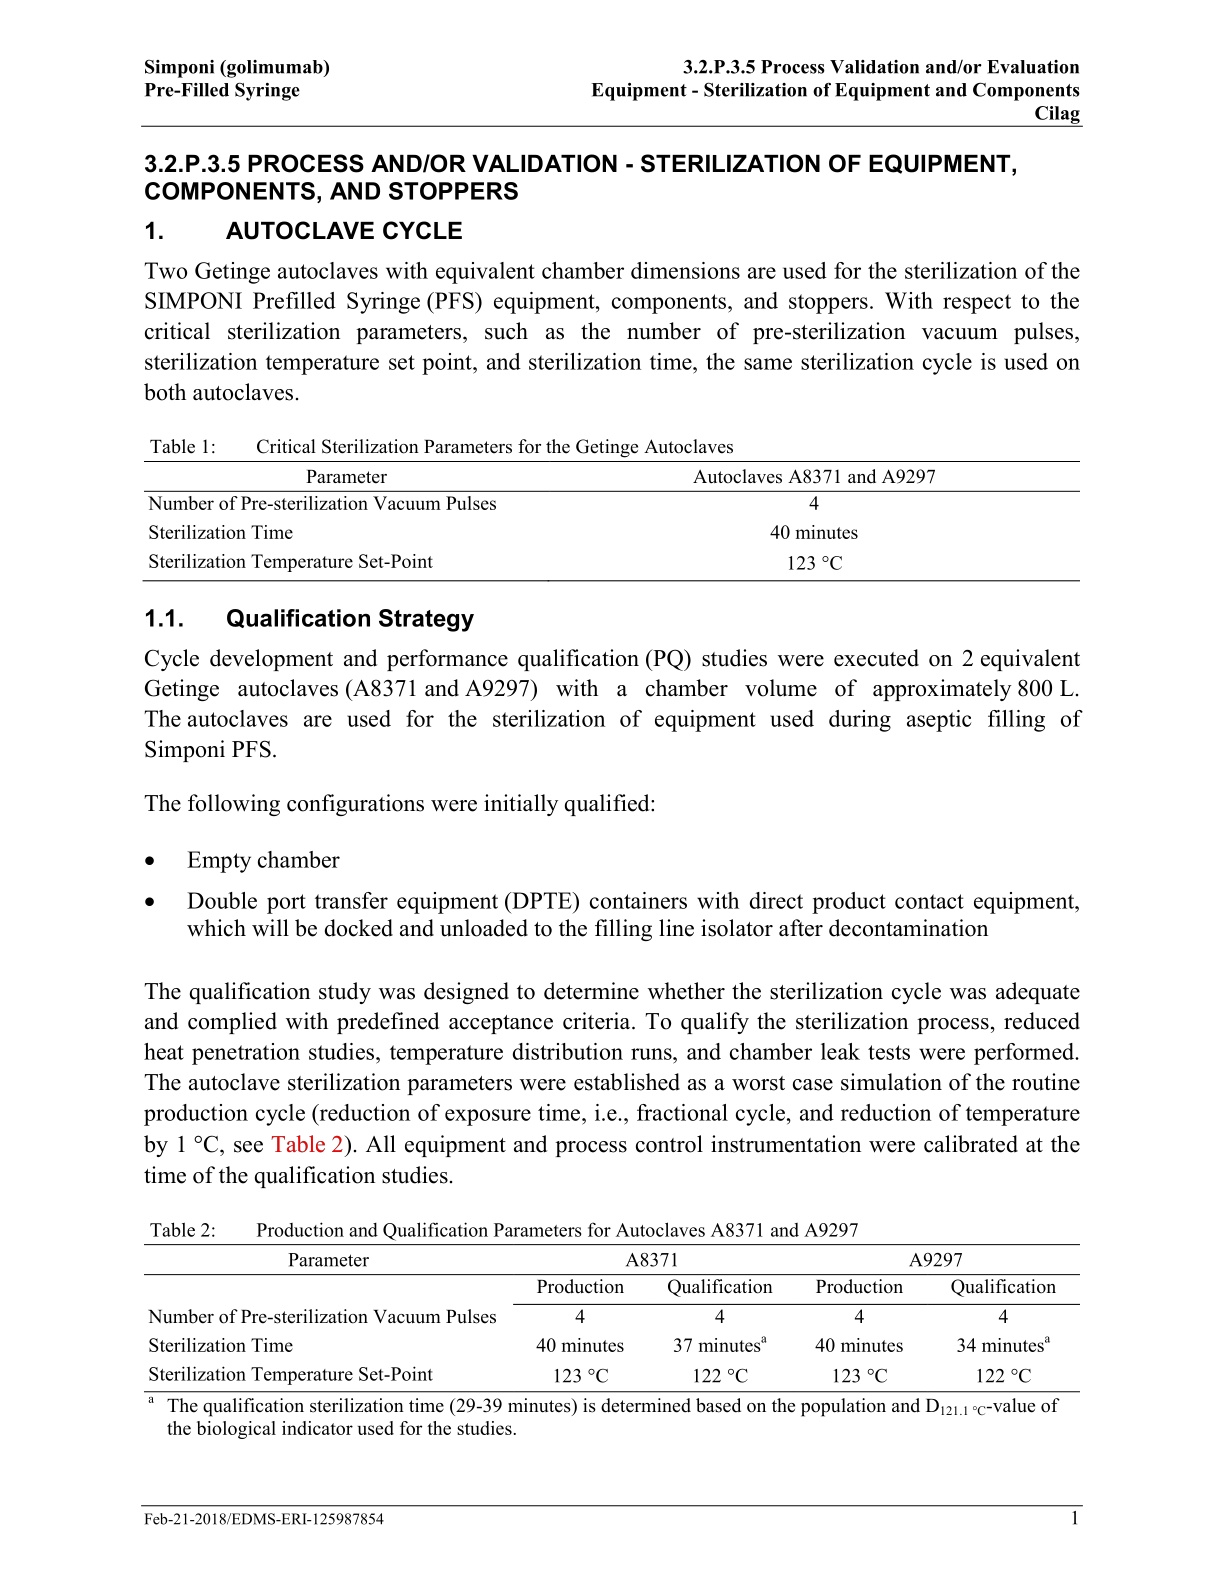 Simponi (golimumab)
Pre-Filled Syringe
3.2.P.3.5 Process Validation and/or Evaluation
Equipment - Sterilization of Equipment and Components
Cilag
3.2.P.3.5 PROCESS AND/OR VALIDATION - STERILIZATION OF EQUIPMENT,
COMPONENTS, AND STOPPERS
1. AUTOCLAVE CYCLE
Two Getinge autoclaves with equivalent chamber dimensions are used for the sterilization of the
SIMPONI Prefilled Syringe (PFS) equipment, components, and stoppers. With respect to the
critical sterilization parameters, such as the number of pre-sterilization vacuum pulses,
sterilization temperature set point, and sterilization time, the same sterilization cycle is used on
both autoclaves.
Table 1: Critical Sterilization Parameters for the Getinge Autoclaves
Parameter Autoclaves A8371 and A9297
Number of Pre-sterilization Vacuum Pulses 4
Sterilization Time 40 minutes
Sterilization Temperature Set-Point 123 °C
1.1. Qualification Strategy
Cycle development and performance qualification (PQ) studies were executed on 2 equivalent
Getinge autoclaves (A8371 and A9297) with a chamber volume of approximately 800 L.
The autoclaves are used for the sterilization of equipment used during aseptic filling of
Simponi PFS.
The following configurations were initially qualified:
• Empty chamber
• Double port transfer equipment (DPTE) containers with direct product contact equipment,
which will be docked and unloaded to the filling line isolator after decontamination
The qualification study was designed to determine whether the sterilization cycle was adequate
and complied with predefined acceptance criteria. To qualify the sterilization process, reduced
heat penetration studies, temperature distribution runs, and chamber leak tests were performed.
The autoclave sterilization parameters were established as a worst case simulation of the routine
production cycle (reduction of exposure time, i.e., fractional cycle, and reduction of temperature
by 1 °C, see Table 2). All equipment and process control instrumentation were calibrated at the
time of the qualification studies.
Table 2: Production and Qualification Parameters for Autoclaves A8371 and A9297
Parameter A8371 A9297
Production Qualification Production Qualification
Number of Pre-sterilization Vacuum Pulses 4 4 4 4
Sterilization Time 40 minutes 37 minutesª 40 minutes 34 minutesª
Sterilization Temperature Set-Point 123 °C 122 °C 123 °C 122 °C
ª The qualification sterilization time (29-39 minutes) is determined based on the population and D121.1 °C-value of
the biological indicator used for the studies.
Feb-21-2018/EDMS-ERI-125987854 1